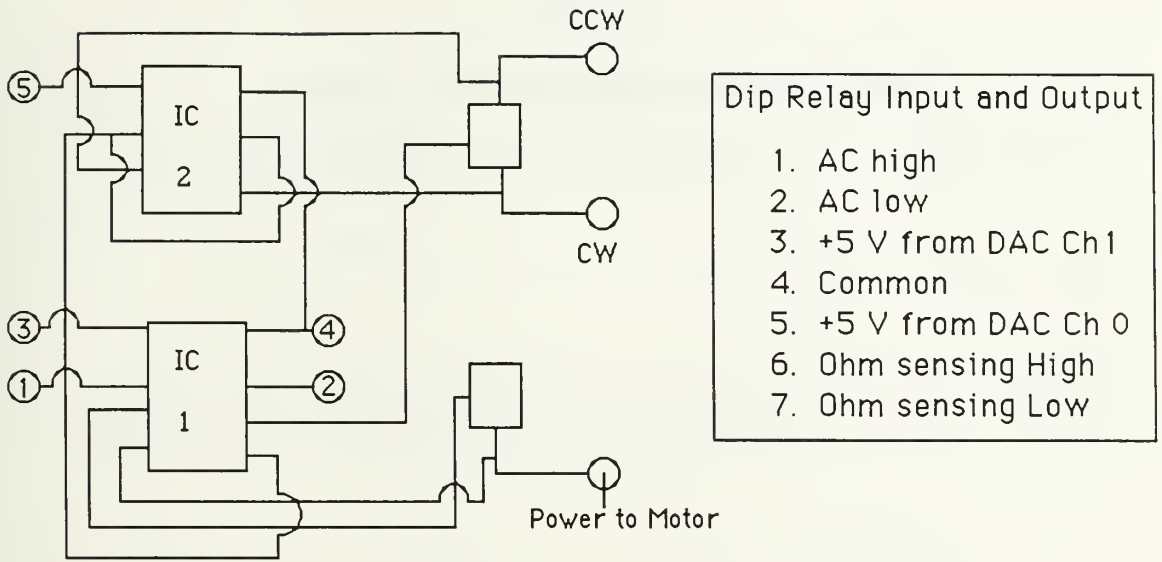 CCW
5
IC
2
CW
3
4
IC
1
2
1
Power to Motor
Dip Relay Input and Output
1. AC high
2. AC low
3. +5 V from DAC Ch1
4. Common
5. +5 V from DAC Ch 0
6. Ohm sensing High
7. Ohm sensing Low